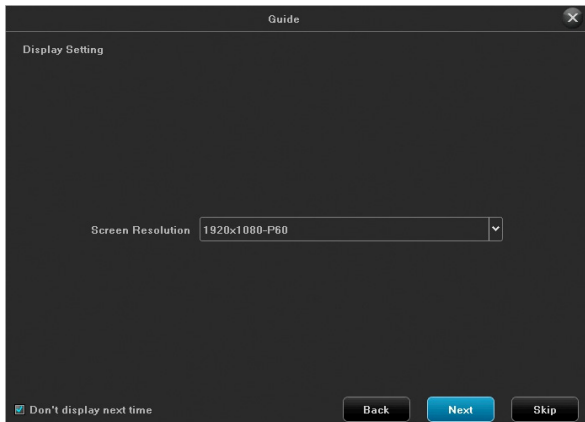 Guide
Display Setting
Screen Resolution 1920x1080-P60
Don't display next time Back Next Skip